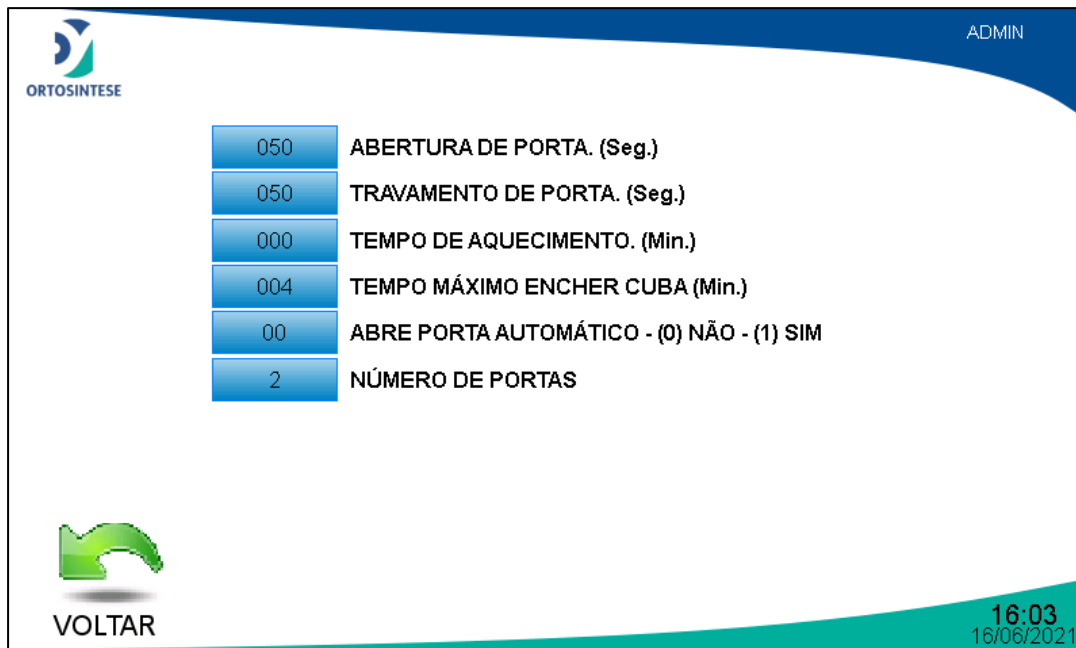 ADMIN
ORTOSINTESE
050 ABERTURA DE PORTA. (Seg.)
050 TRAVAMENTO DE PORTA. (Seg.)
000 TEMPO DE AQUECIMENTO. (Min.)
004 TEMPO MÁXIMO ENCHER CUBA (Min.)
00 ABRE PORTA AUTOMÁTICO - (0) NÃO - (1) SIM
2 NÚMERO DE PORTAS
VOLTAR
16:03
16/06/2021